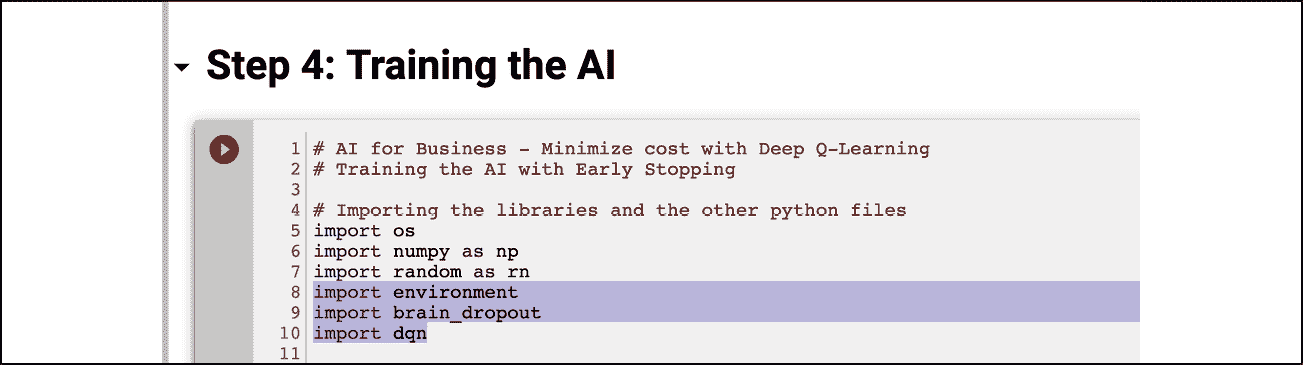 Step 4: Training the AI
1 # AI for Business - Minimize cost with Deep Q-Learning
2 # Training the AI with Early Stopping
3
4 # Importing the libraries and the other python files
5 import os
6 import numpy as np
7 import random as rn
8 import environment
9 import brain_dropout
10 import dqn
11